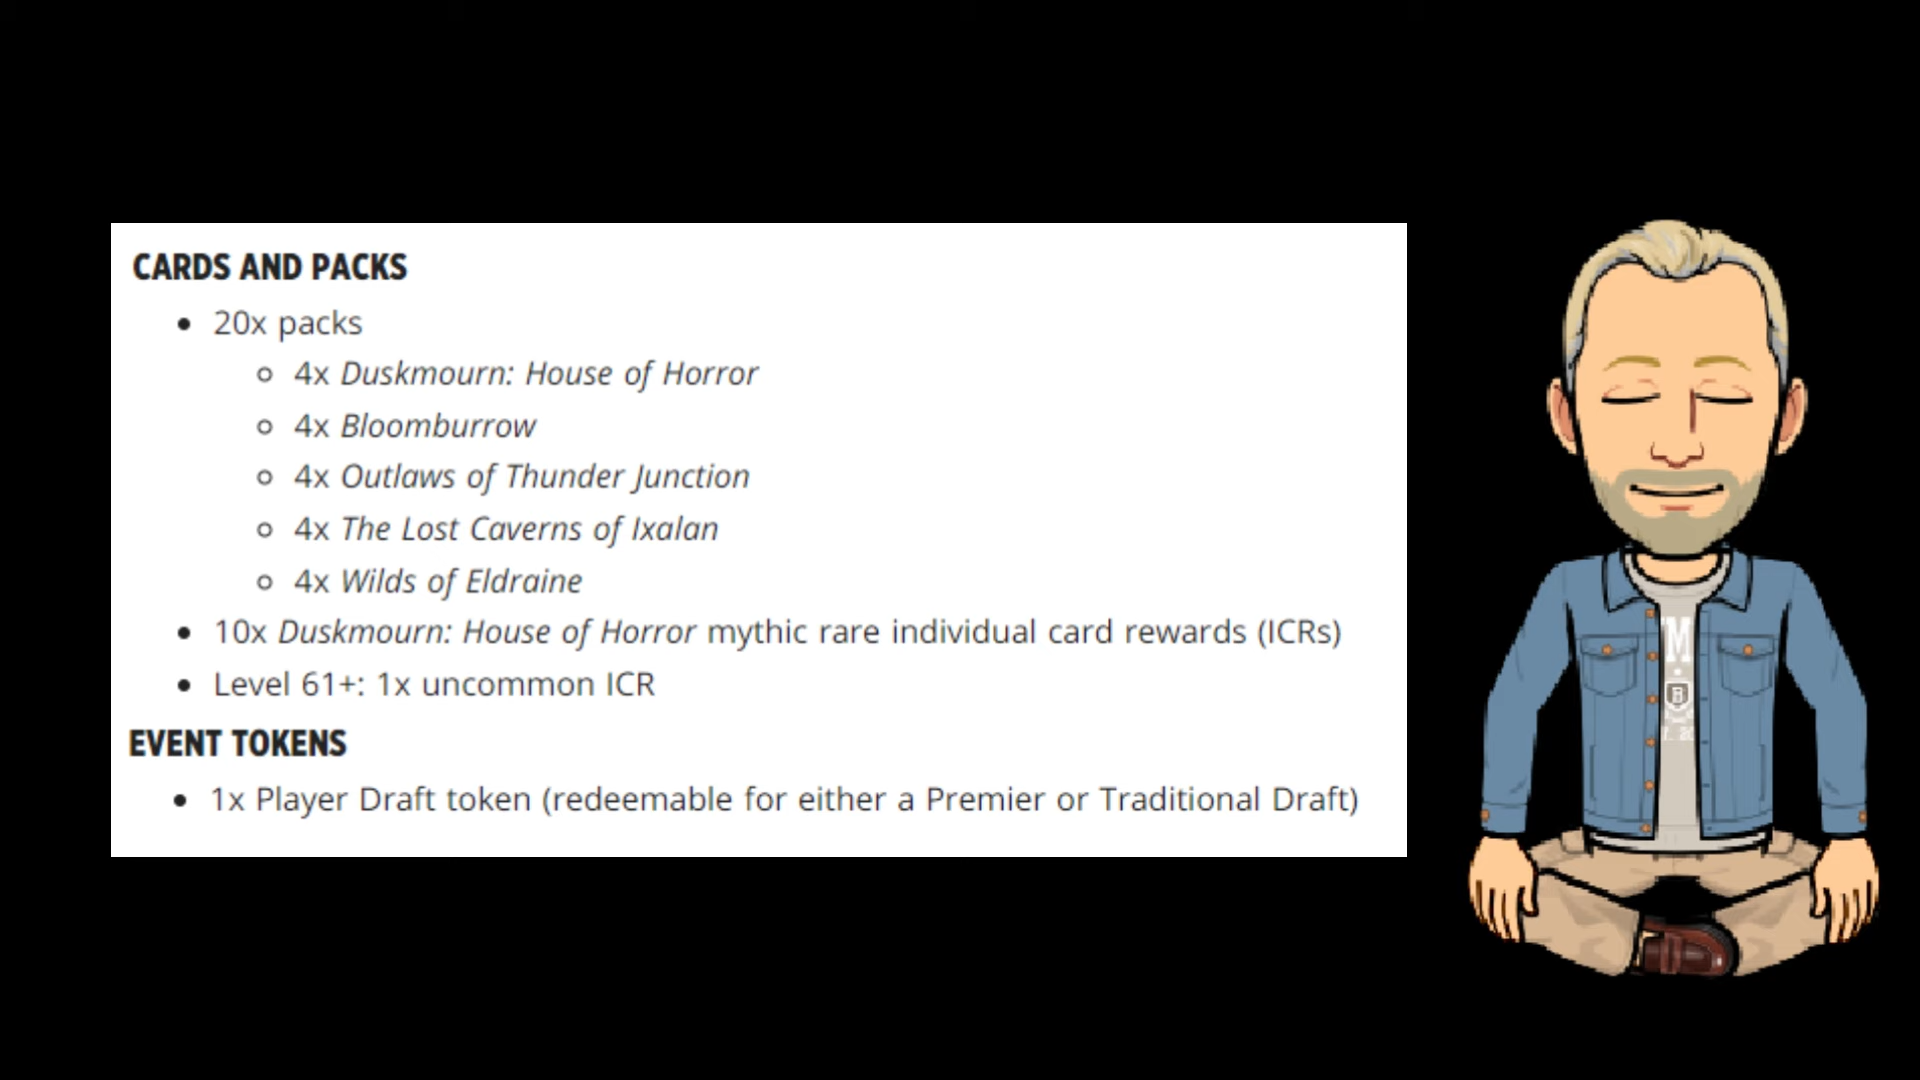 CARDS AND PACKS
20x packs
4x Duskmourn: House of Horror
4x Bloomburrow
4x Outlaws of Thunder Junction
4x The Lost Caverns of Ixalan
4x Wilds of Eldraine
10x Duskmourn: House of Horror mythic rare individual card rewards (ICRs)
Level 61+: 1x uncommon ICR
EVENT TOKENS
1x Player Draft token (redeemable for either a Premier or Traditional Draft)